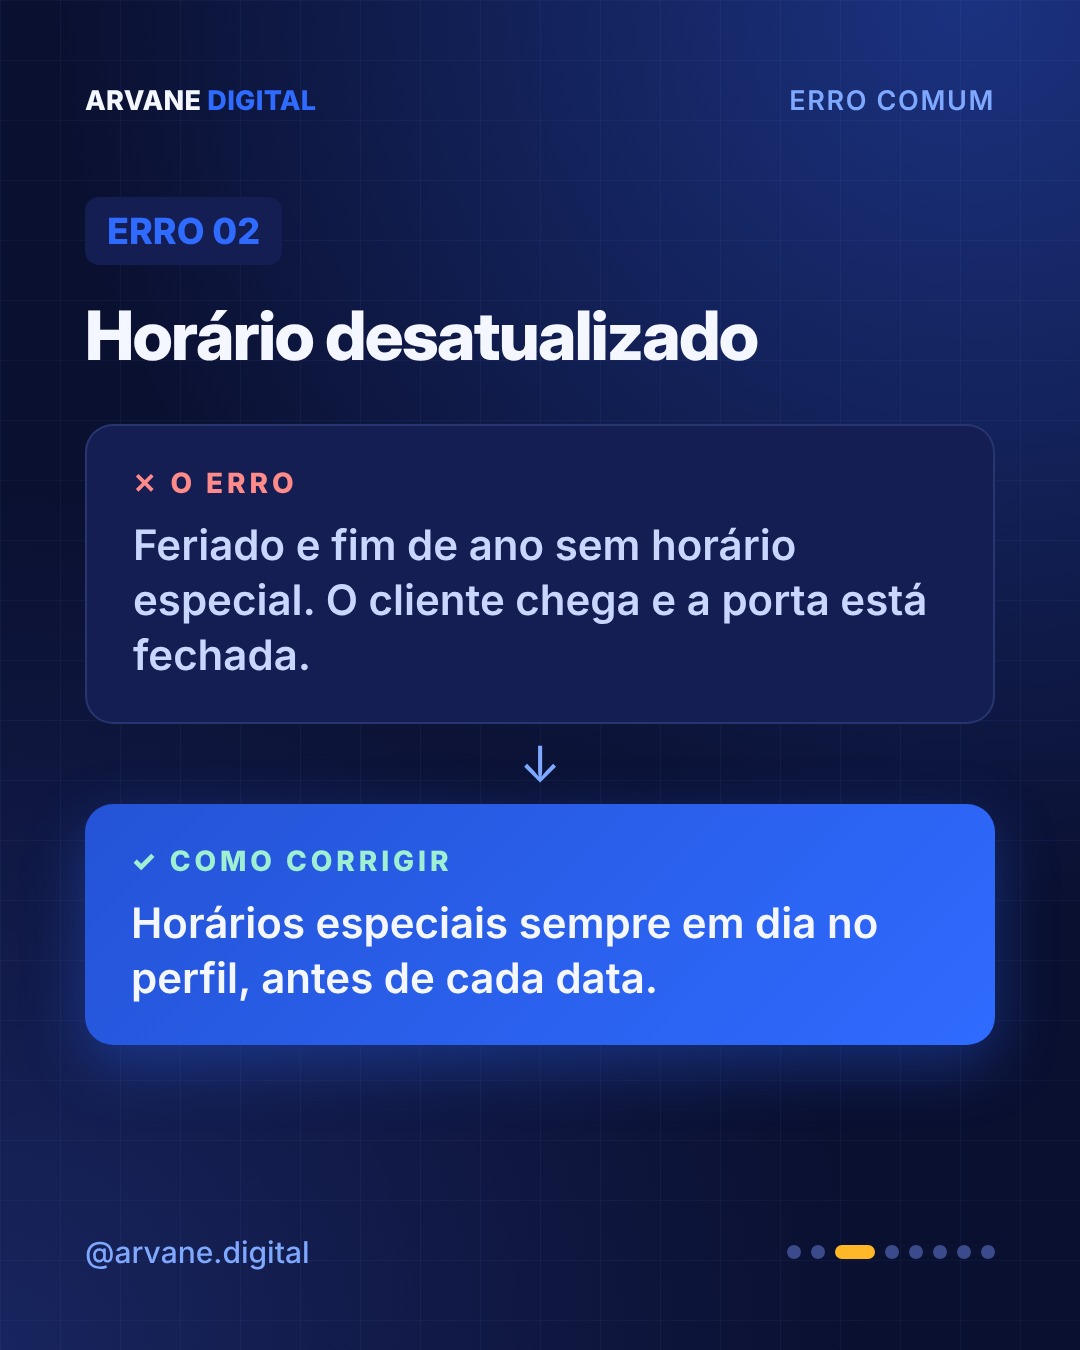 ARVANE DIGITAL
ERRO COMUM
ERRO 02
Horário desatualizado
✕ O ERRO
Feriado e fim de ano sem horário
especial. O cliente chega e a porta está
fechada.
↓
✓ COMO CORRIGIR
Horários especiais sempre em dia no
perfil, antes de cada data.
@arvane.digital